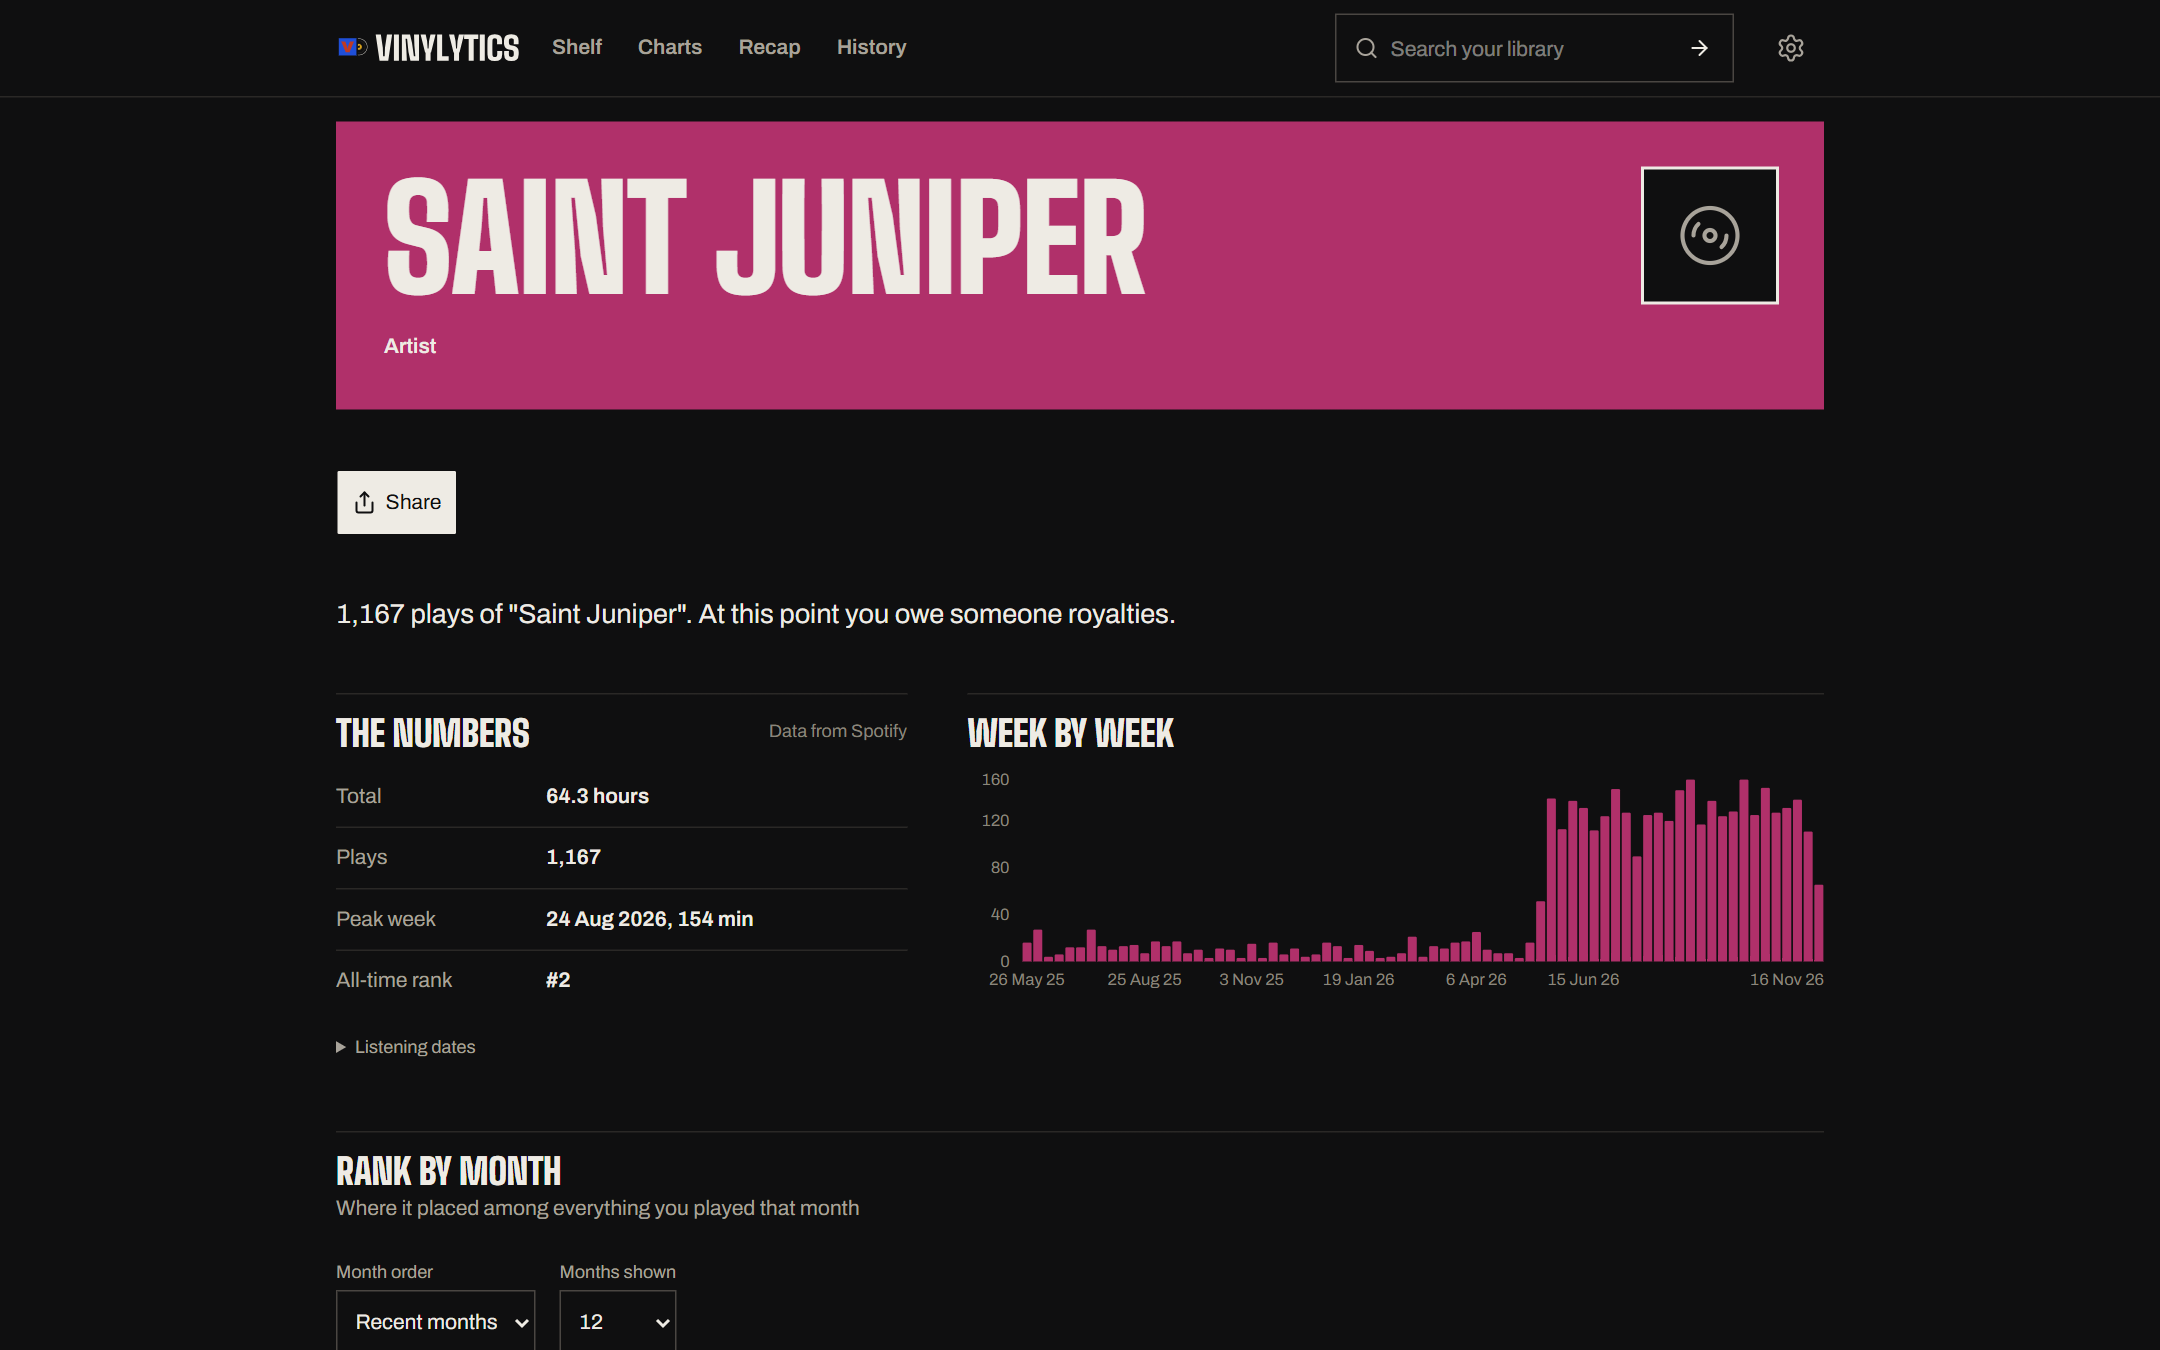 VINYLYTICS Shelf Charts Recap History Search your library
SAINT JUNIPER
Artist
Share
1,167 plays of "Saint Juniper". At this point you owe someone royalties.
THE NUMBERS
Data from Spotify
Total 64.3 hours
Plays 1,167
Peak week 24 Aug 2026, 154 min
All-time rank #2
Listening dates
WEEK BY WEEK
160
120
80
40
0
26 May 25 25 Aug 25 3 Nov 25 19 Jan 26 6 Apr 26 15 Jun 26 16 Nov 26
RANK BY MONTH
Where it placed among everything you played that month
Month order Months shown
Recent months 12